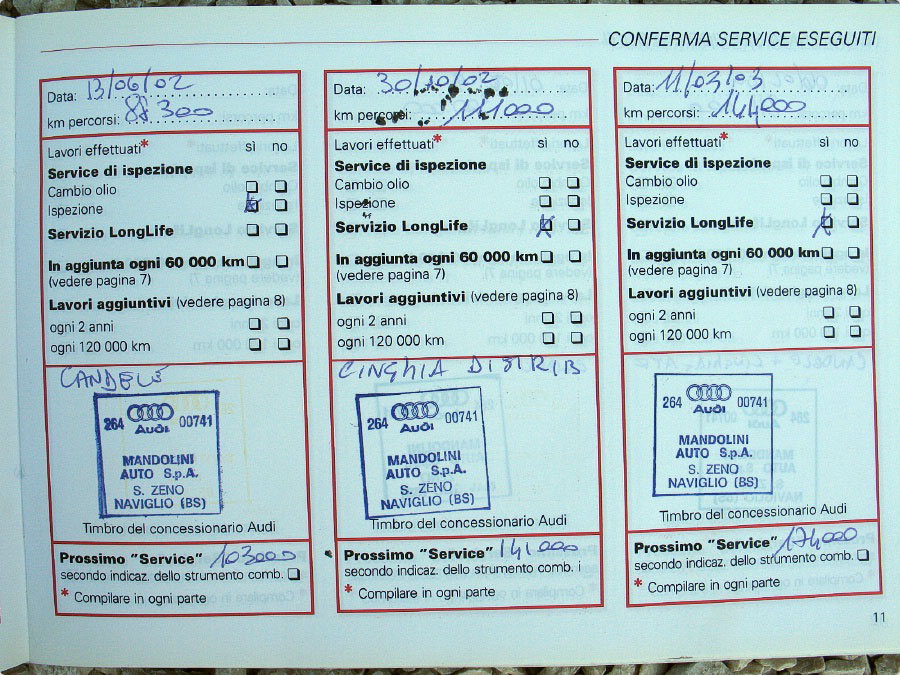 CONFERMA SERVICE ESEGUITI
Data: 13/06/02
km percorsi: 88300
Lavori effettuati* sì no
Service di ispezione
Cambio olio
Ispezione
Servizio LongLife
In aggiunta ogni 60 000 km
(vedere pagina 7)
Lavori aggiuntivi (vedere pagina 8)
ogni 2 anni
ogni 120 000 km
CANDELE
264 Audi 00741
MANDOLINI
AUTO S.p.A.
S. ZENO
NAVIGLIO (BS)
Timbro del concessionario Audi
Prossimo "Service" 103000
secondo indicaz. dello strumento comb.
* Compilare in ogni parte
Data: 30/10/02
km percorsi: 111000
Lavori effettuati* sì no
Service di ispezione
Cambio olio
Ispezione
Servizio LongLife
In aggiunta ogni 60 000 km
(vedere pagina 7)
Lavori aggiuntivi (vedere pagina 8)
ogni 2 anni
ogni 120 000 km
CINGHIA DISTRIB
264 Audi 00741
MANDOLINI
AUTO S.p.A.
S. ZENO
NAVIGLIO (BS)
Timbro del concessionario Audi
Prossimo "Service" 141000
secondo indicaz. dello strumento comb. i
* Compilare in ogni parte
Data: 11/03/03
km percorsi: 144000
Lavori effettuati* sì no
Service di ispezione
Cambio olio
Ispezione
Servizio LongLife
In aggiunta ogni 60 000 km
(vedere pagina 7)
Lavori aggiuntivi (vedere pagina 8)
ogni 2 anni
ogni 120 000 km
264 Audi 00741
MANDOLINI
AUTO S.p.A.
S. ZENO
NAVIGLIO (BS)
Timbro del concessionario Audi
Prossimo "Service" 174000
secondo indicaz. dello strumento comb.
* Compilare in ogni parte
11